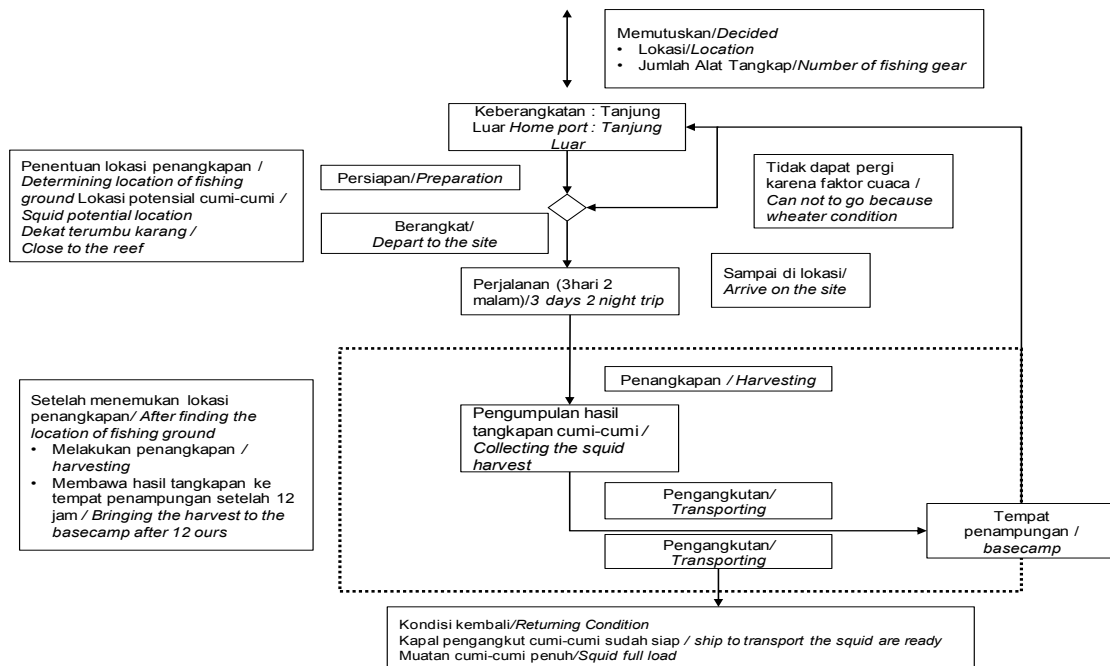 Memutuskan/Decided
• Lokasi/Location
• Jumlah Alat Tangkap/Number of fishing gear
Keberangkatan : Tanjung
Luar Home port : Tanjung
Luar
Penentuan lokasi penangkapan /
Determining location of fishing
ground Lokasi potensial cumi-cumi /
Squid potential location
Dekat terumbu karang /
Close to the reef
Persiapan/Preparation
Tidak dapat pergi
karena faktor cuaca /
Can not to go because
wheater condition
Berangkat/
Depart to the site
Perjalanan (3hari 2
malam)/3 days 2 night trip
Sampai di lokasi/
Arrive on the site
Penangkapan / Harvesting
Setelah menemukan lokasi
penangkapan/ After finding the
location of fishing ground
• Melakukan penangkapan /
harvesting
• Membawa hasil tangkapan ke
tempat penampungan setelah 12
jam / Bringing the harvest to the
basecamp after 12 ours
Pengumpulan hasil
tangkapan cumi-cumi /
Collecting the squid
harvest
Pengangkutan/
Transporting
Tempat
penampungan /
basecamp
Pengangkutan/
Transporting
Kondisi kembali/Returning Condition
Kapal pengangkut cumi-cumi sudah siap / ship to transport the squid are ready
Muatan cumi-cumi penuh/Squid full load